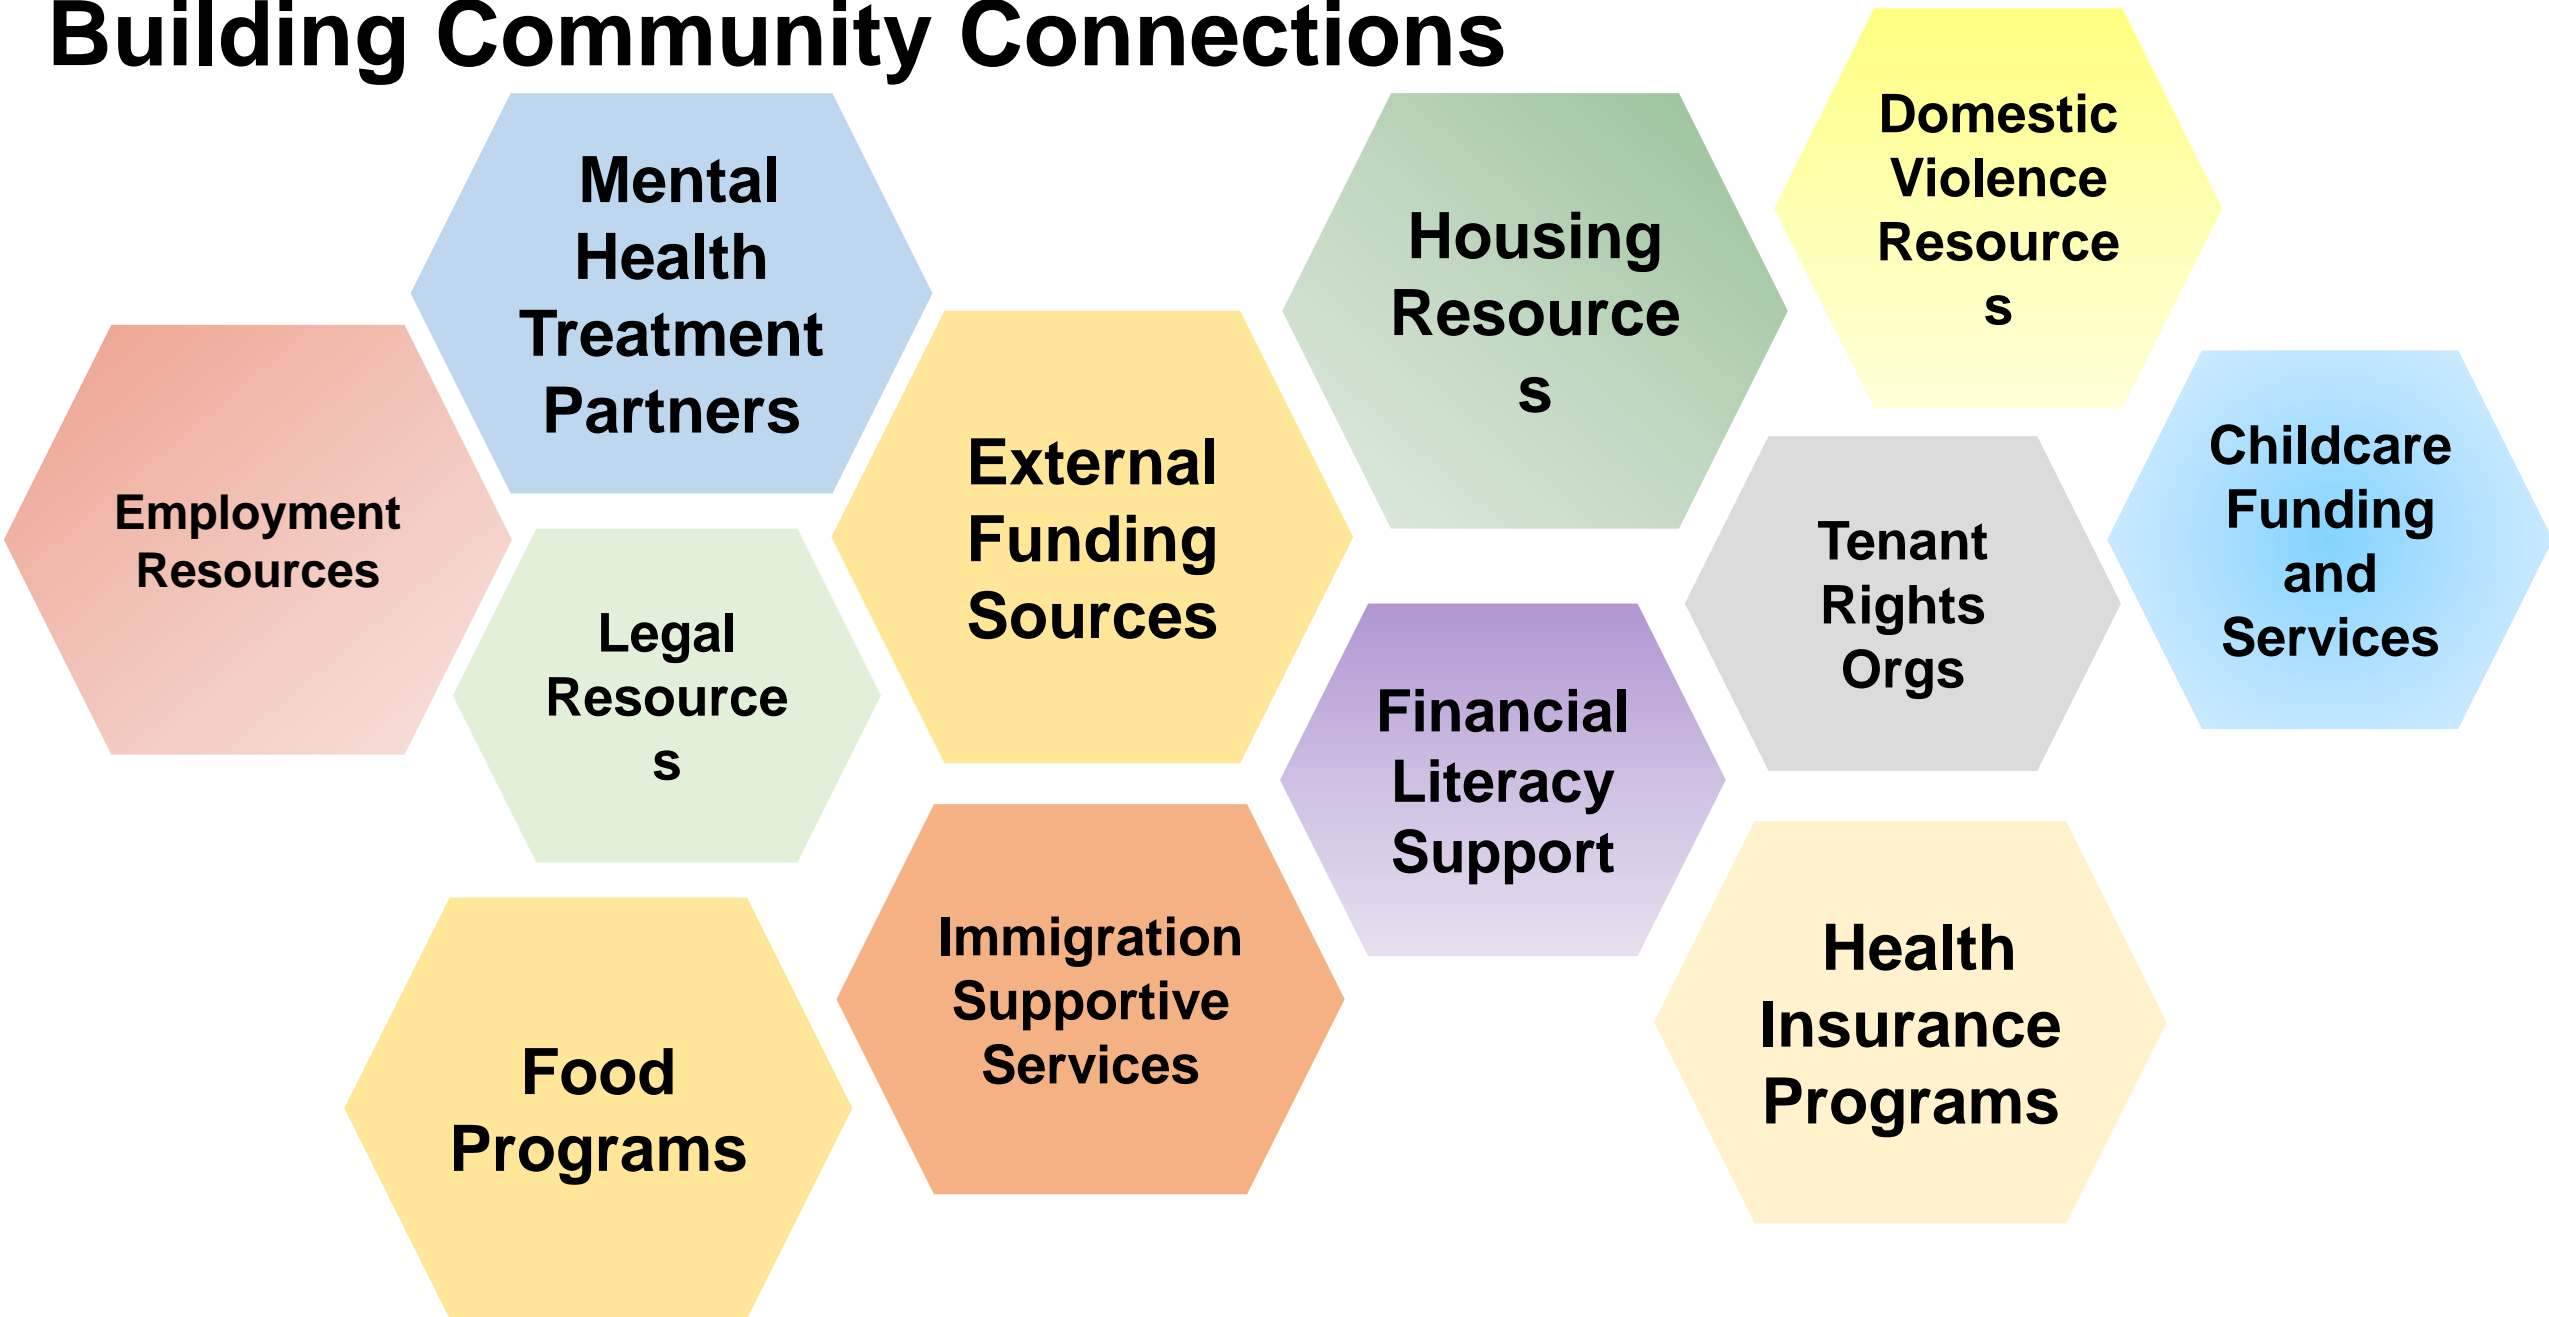 Building Community Connections
Mental
Health
Treatment
Partners
Housing
Resource
s
Domestic
Violence
Resource
s
Employment
Resources
External
Funding
Sources
Childcare
Funding
and
Services
Legal
Resource
s
Tenant
Rights
Orgs
Financial
Literacy
Support
Food
Programs
Immigration
Supportive
Services
Health
Insurance
Programs